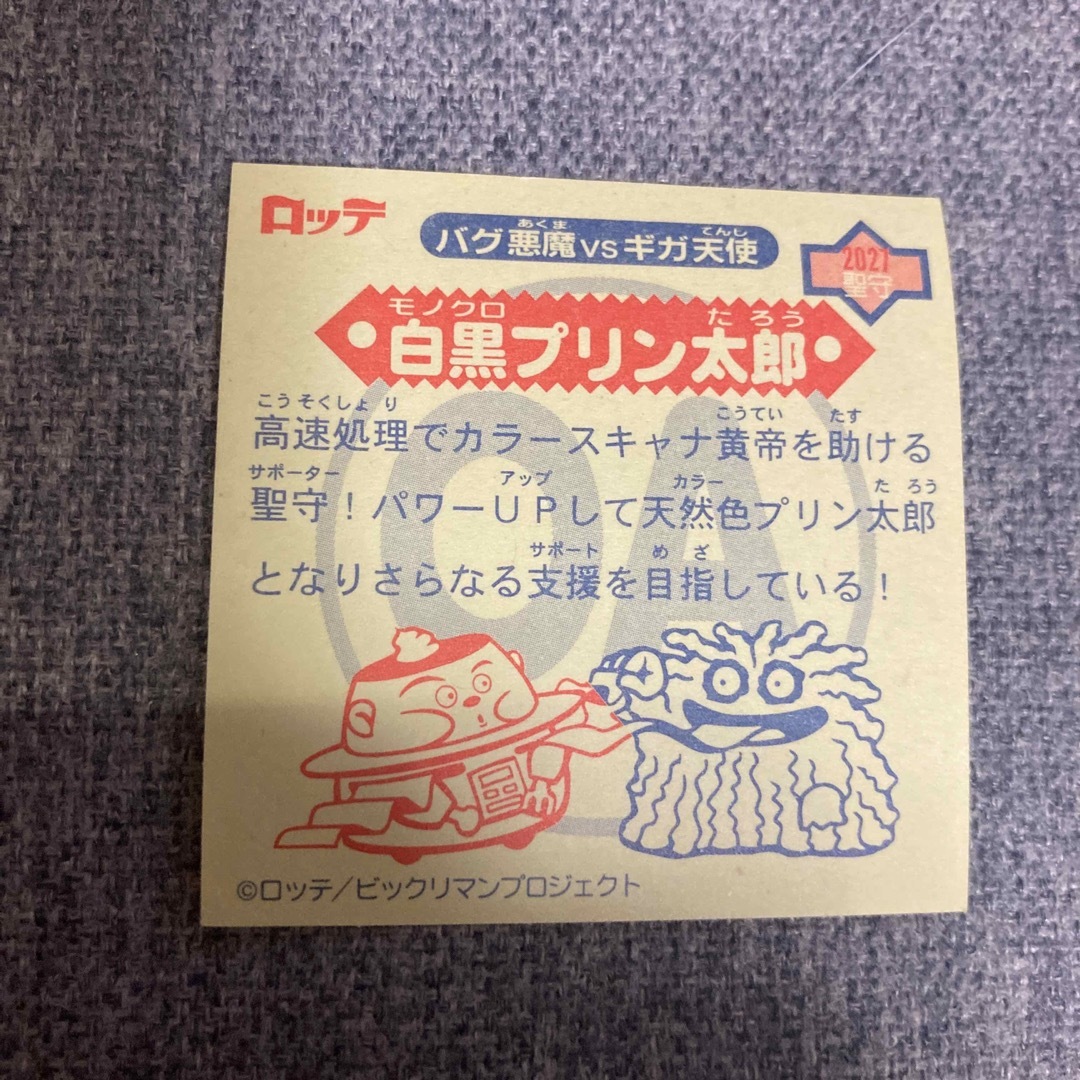 ロッテ
あくま てんし
バグ悪魔VSギガ天使
2027
聖守
モノクロ たろう
白黒プリン太郎
こうそくしょり こうてい たす
高速処理でカラースキャナ黄帝を助ける
サポーター アップ カラー たろう
聖守！パワーUPして天然色プリン太郎
サポート めざ
となりさらなる支援を目指している！
OA
©ロッテ/ビックリマンプロジェクト